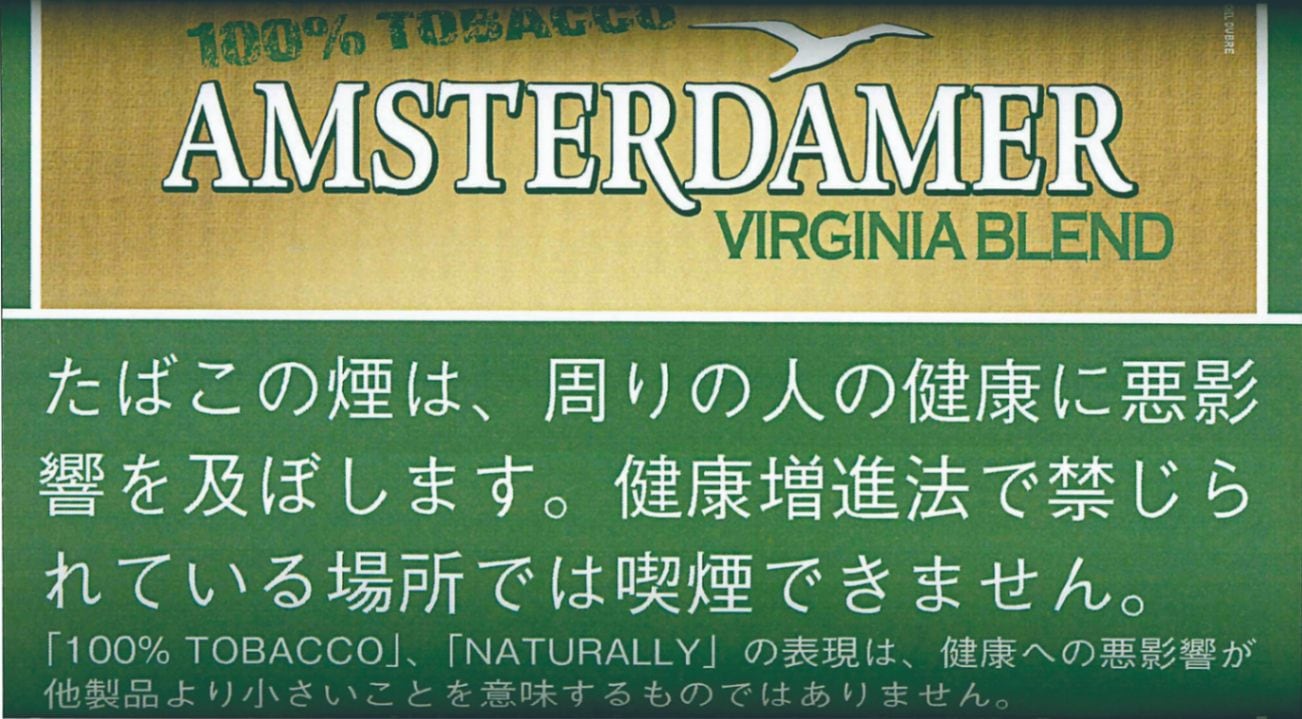 100% TOBACCO
AMSTERDAMER
VIRGINIA BLEND
たばこの煙は、周りの人の健康に悪影
響を及ぼします。健康増進法で禁じら
れている場所では喫煙できません。
「100% TOBACCO」、「NATURALLY」の表現は、健康への悪影響が
他製品より小さいことを意味するものではありません。